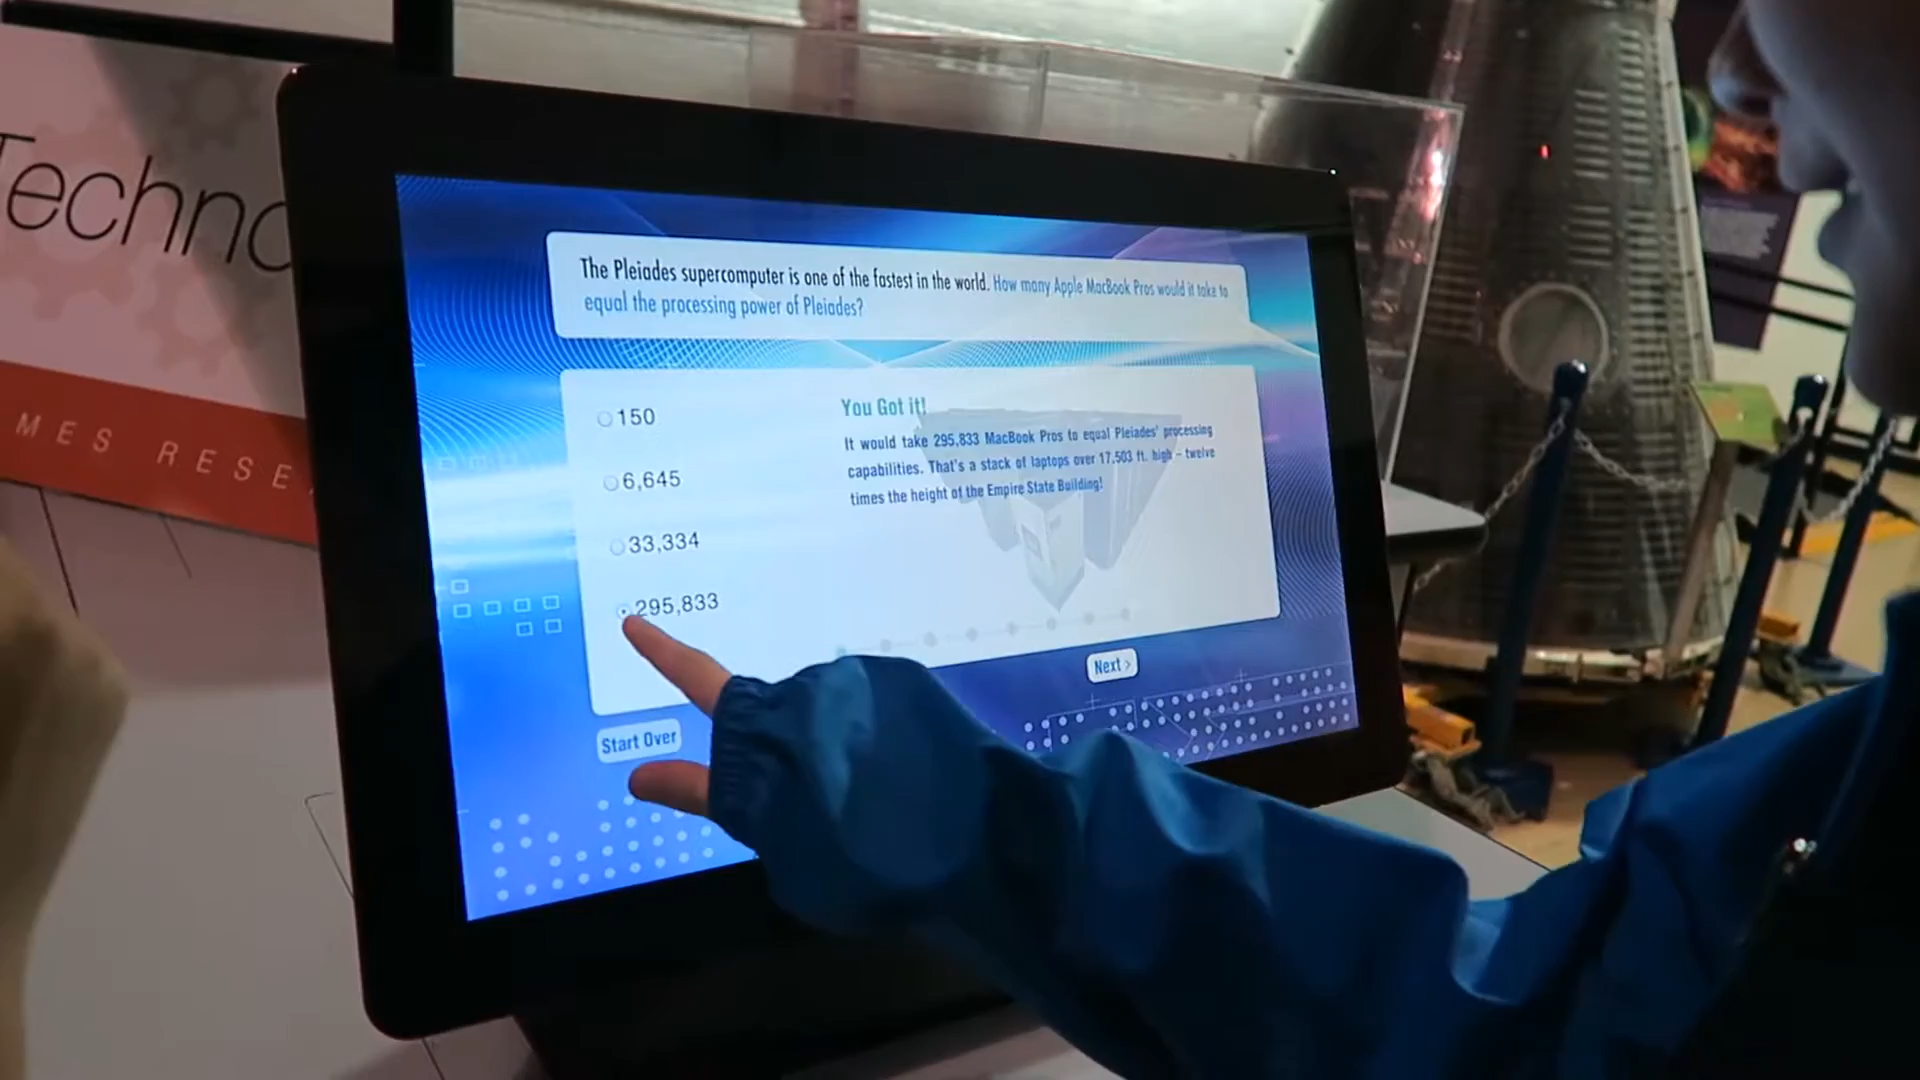 Techno
MES RESE
The Pleiades supercomputer is one of the fastest in the world. How many Apple MacBook Pros would it take to
equal the processing power of Pleiades?
150
6,645
33,334
295,833
You Got it!
It would take 295,833 MacBook Pros to equal Pleiades' processing
capabilities. That's a stack of laptops over 17,503 ft. high – twelve
times the height of the Empire State Building!
Next >
Start Over